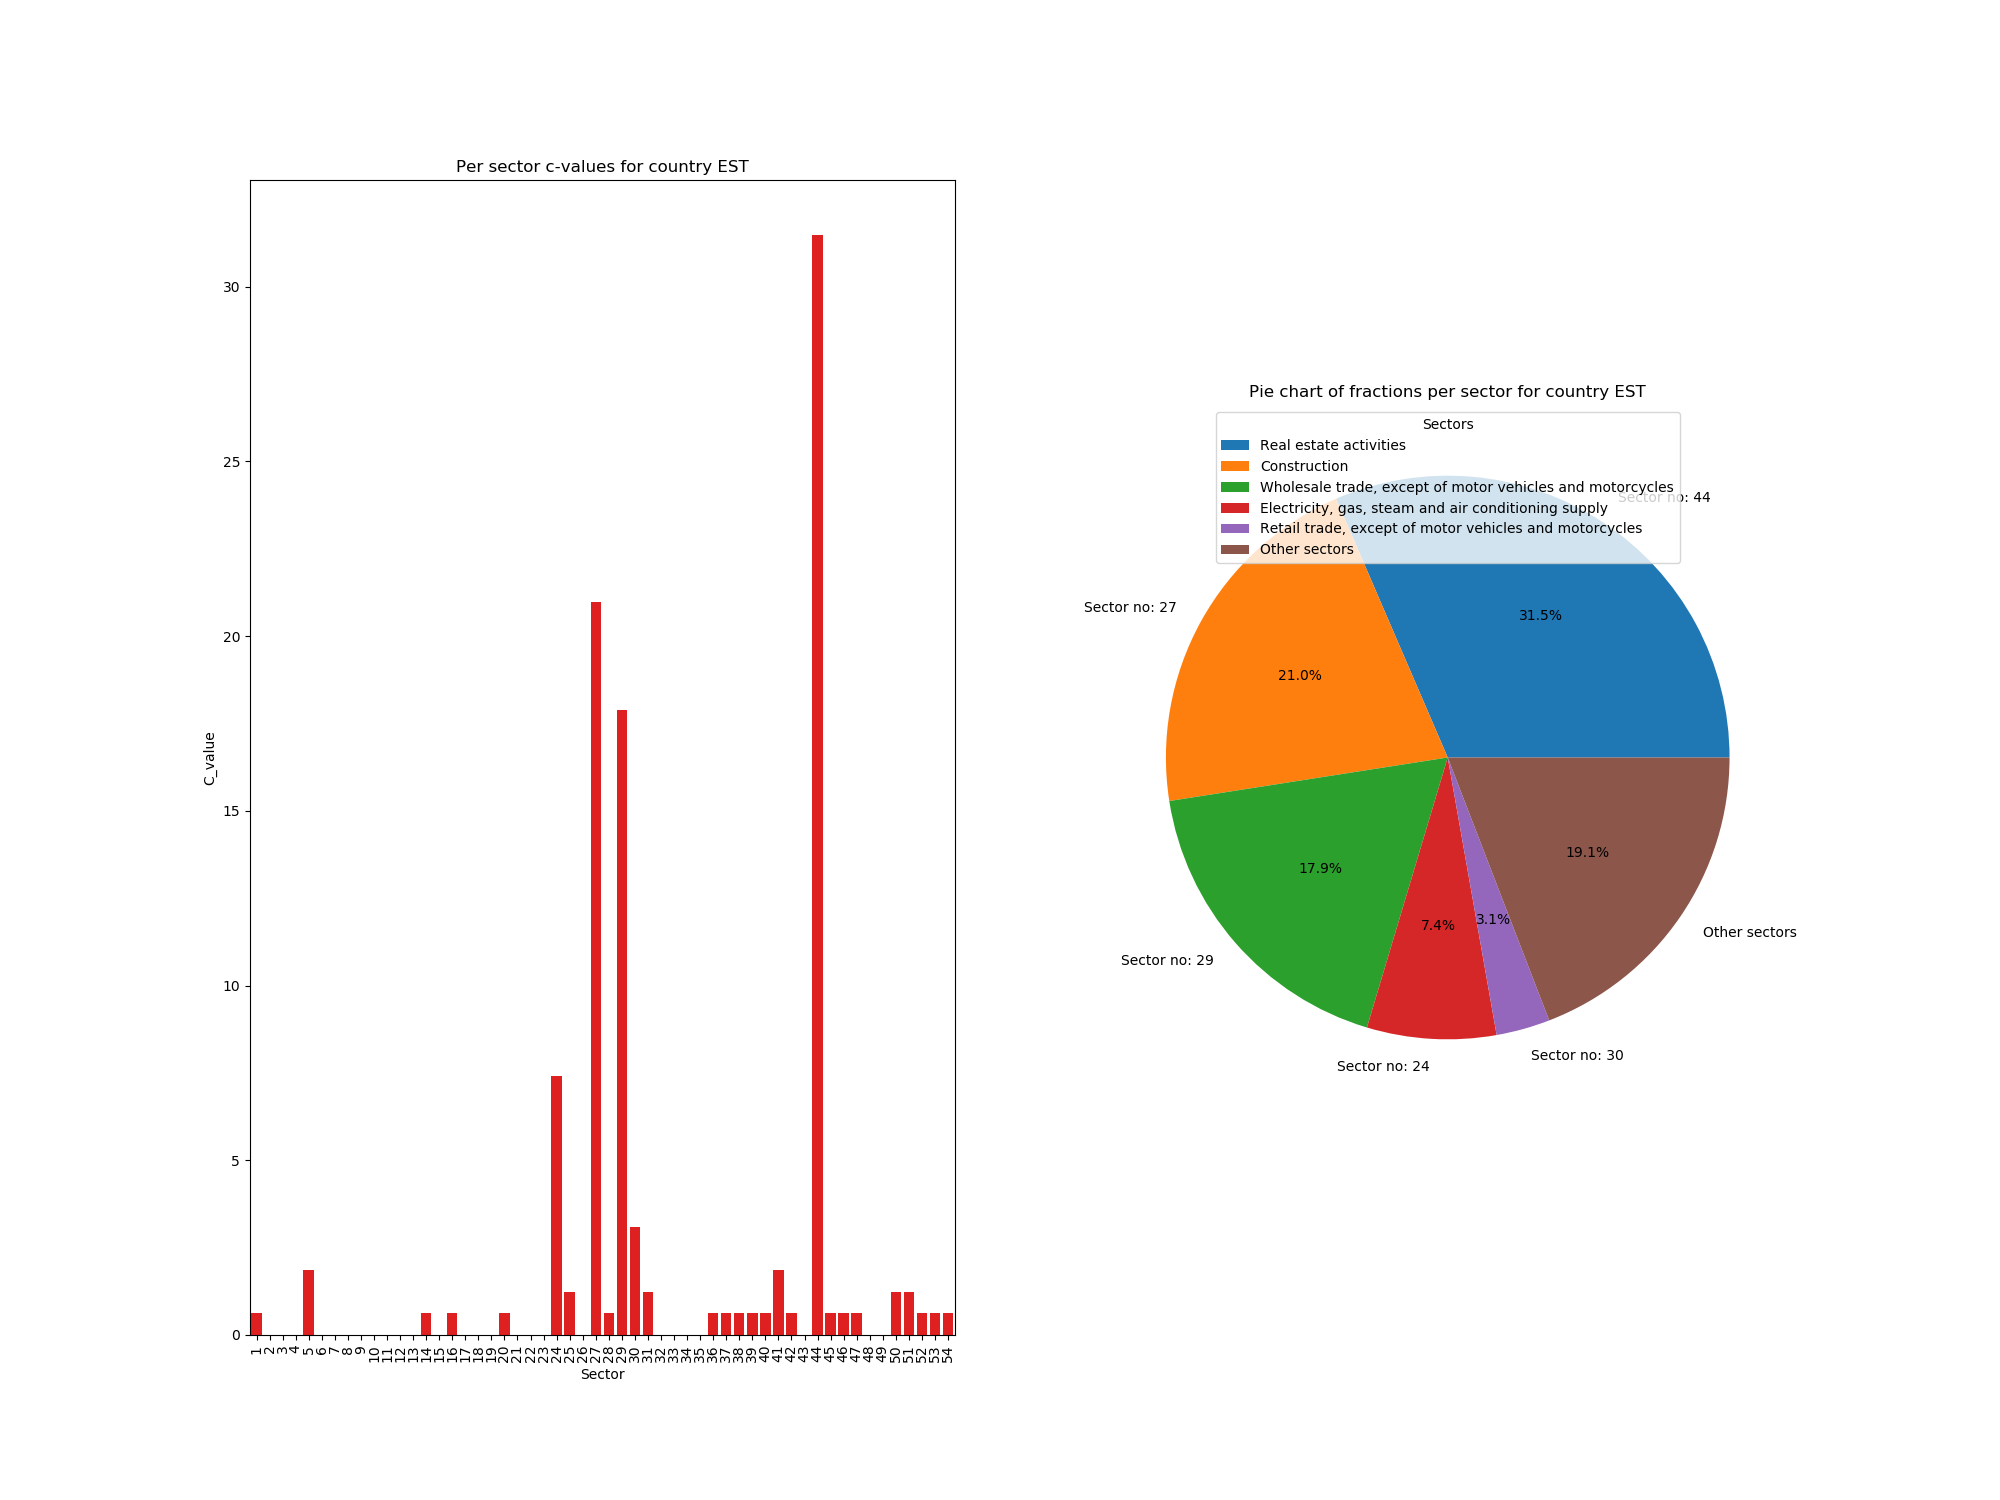 Per sector c-values for country EST
30
25
20
15
10
5
0
C_value
1 2 3 4 5 6 7 8 9 10 11 12 13 14 15 16 17 18 19 20 21 22 23 24 25 26 27 28 29 30 31 32 33 34 35 36 37 38 39 40 41 42 43 44 45 46 47 48 49 50 51 52 53 54
Sector
Pie chart of fractions per sector for country EST
Sectors
Real estate activities
Construction
Wholesale trade, except of motor vehicles and motorcycles
Electricity, gas, steam and air conditioning supply
Retail trade, except of motor vehicles and motorcycles
Other sectors
Sector no: 44
Sector no: 27
31.5%
21.0%
17.9%
19.1%
7.4%
3.1%
Other sectors
Sector no: 29
Sector no: 30
Sector no: 24